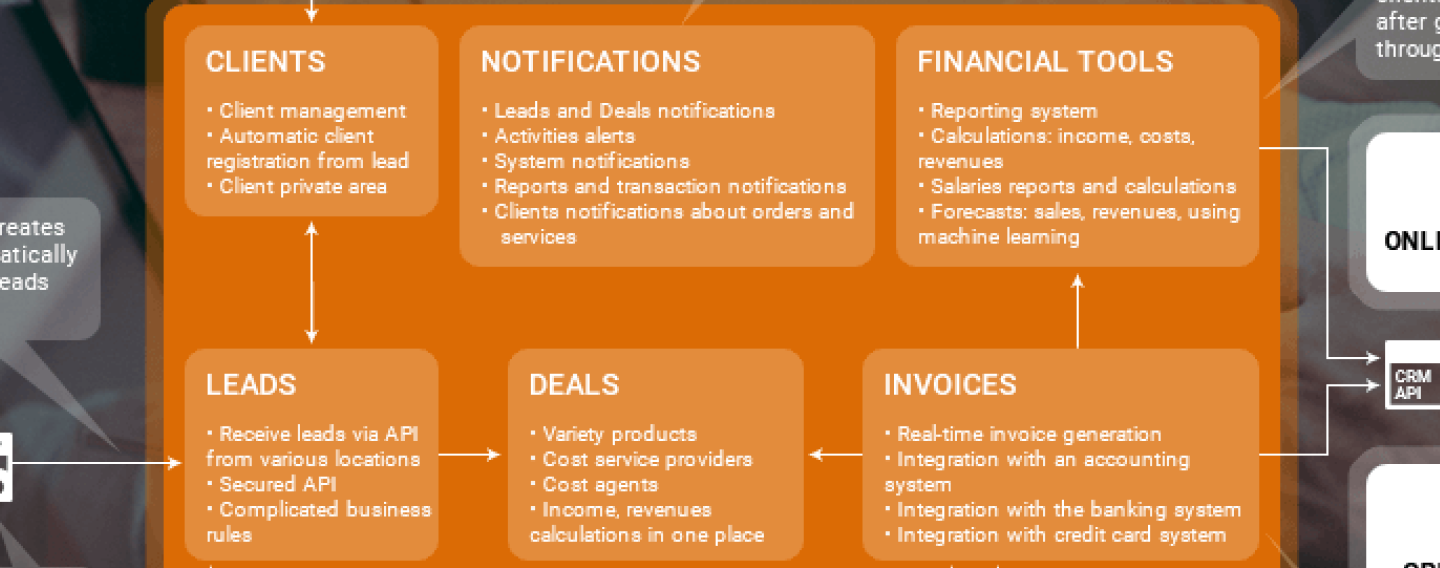 CLIENTS
• Client management
• Automatic client
registration from lead
• Client private area
NOTIFICATIONS
• Leads and Deals notifications
• Activities alerts
• System notifications
• Reports and transaction notifications
• Clients notifications about orders and
services
FINANCIAL TOOLS
• Reporting system
• Calculations: income, costs,
revenues
• Salaries reports and calculations
• Forecasts: sales, revenues, using
machine learning
after
reates
atically
eads
ONL
LEADS
• Receive leads via API
from various locations
• Secured API
• Complicated business
rules
DEALS
• Variety products
• Cost service providers
• Cost agents
• Income, revenues
calculations in one place
INVOICES
• Real-time invoice generation
• Integration with an accounting
system
• Integration with the banking system
• Integration with credit card system
CRM
API